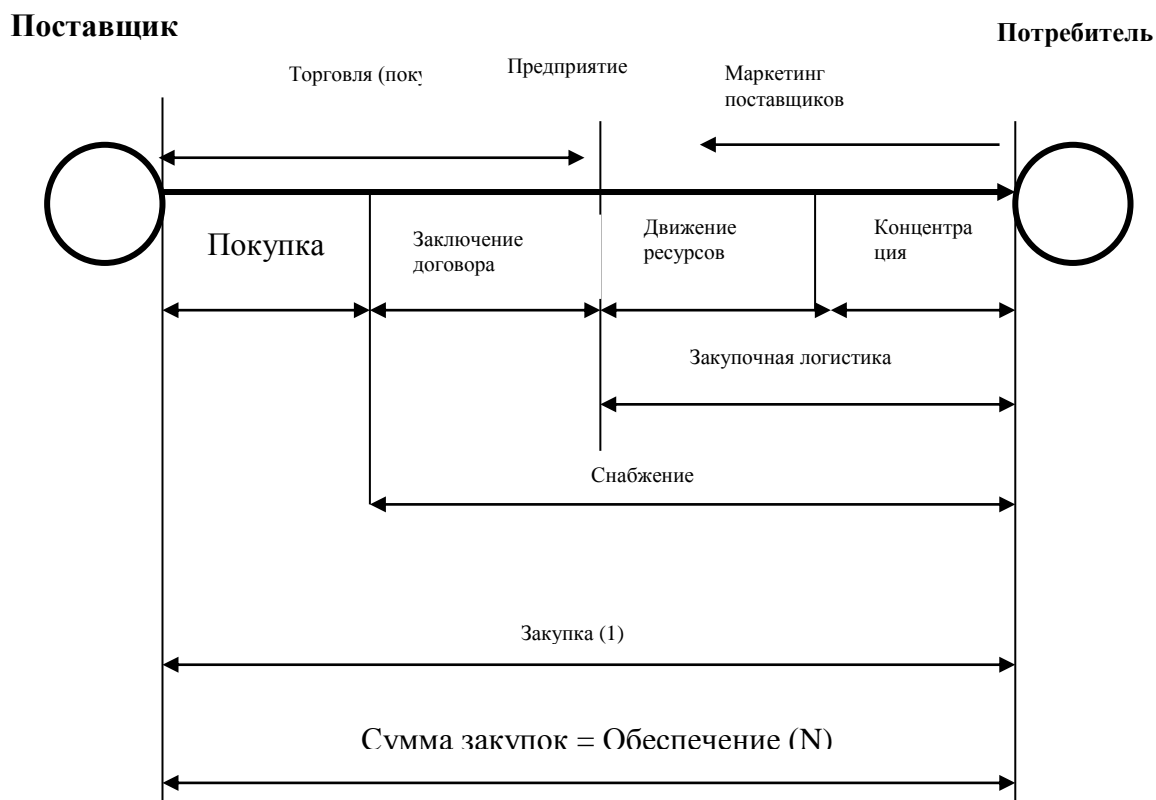 Поставщик
Потребитель
Предприятие
Торговля
Маркетинг
поставщиков
Покупка
Заключение
договора
Движение
ресурсов
Концентра
ция
Закупочная логистика
Снабжение
Закупка (1)
Сумма закупок = Обеспечение (N)